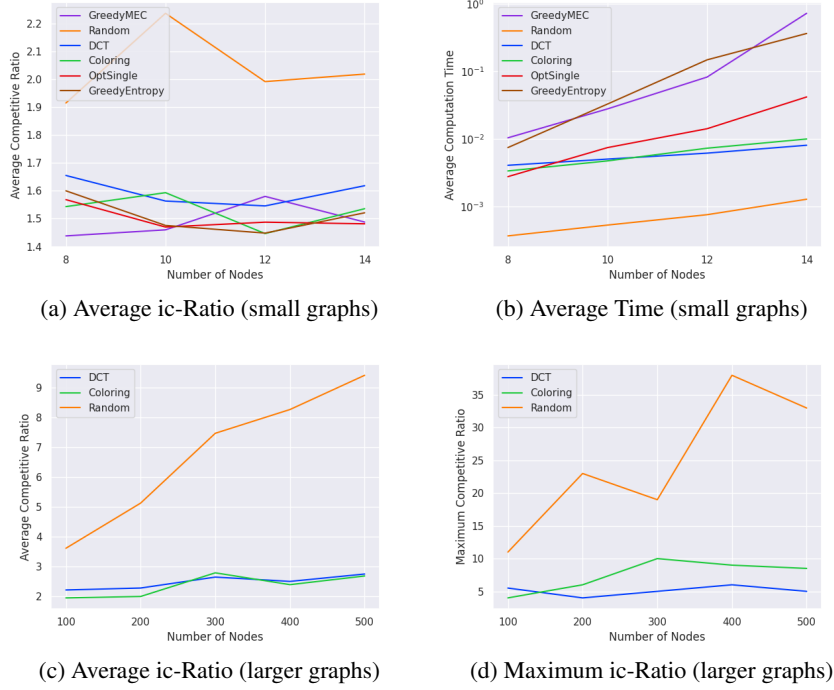 2.2
2.1
2.0
1.9
1.8
1.7
1.6
1.5
1.4
Average Competitive Ratio
GreedyMEC
Random
DCT
Coloring
OptSingle
GreedyEntropy
8
10
12
14
Number of Nodes
(a) Average ic-Ratio (small graphs)
10⁰
10⁻¹
10⁻²
10⁻³
Average Computation Time
GreedyMEC
Random
DCT
Coloring
OptSingle
GreedyEntropy
8
10
12
14
Number of Nodes
(b) Average Time (small graphs)
9
8
7
6
5
4
3
2
Average Competitive Ratio
DCT
Coloring
Random
100
200
300
400
500
Number of Nodes
(c) Average ic-Ratio (larger graphs)
35
30
25
20
15
10
5
Maximum Competitive Ratio
DCT
Coloring
Random
100
200
300
400
500
Number of Nodes
(d) Maximum ic-Ratio (larger graphs)